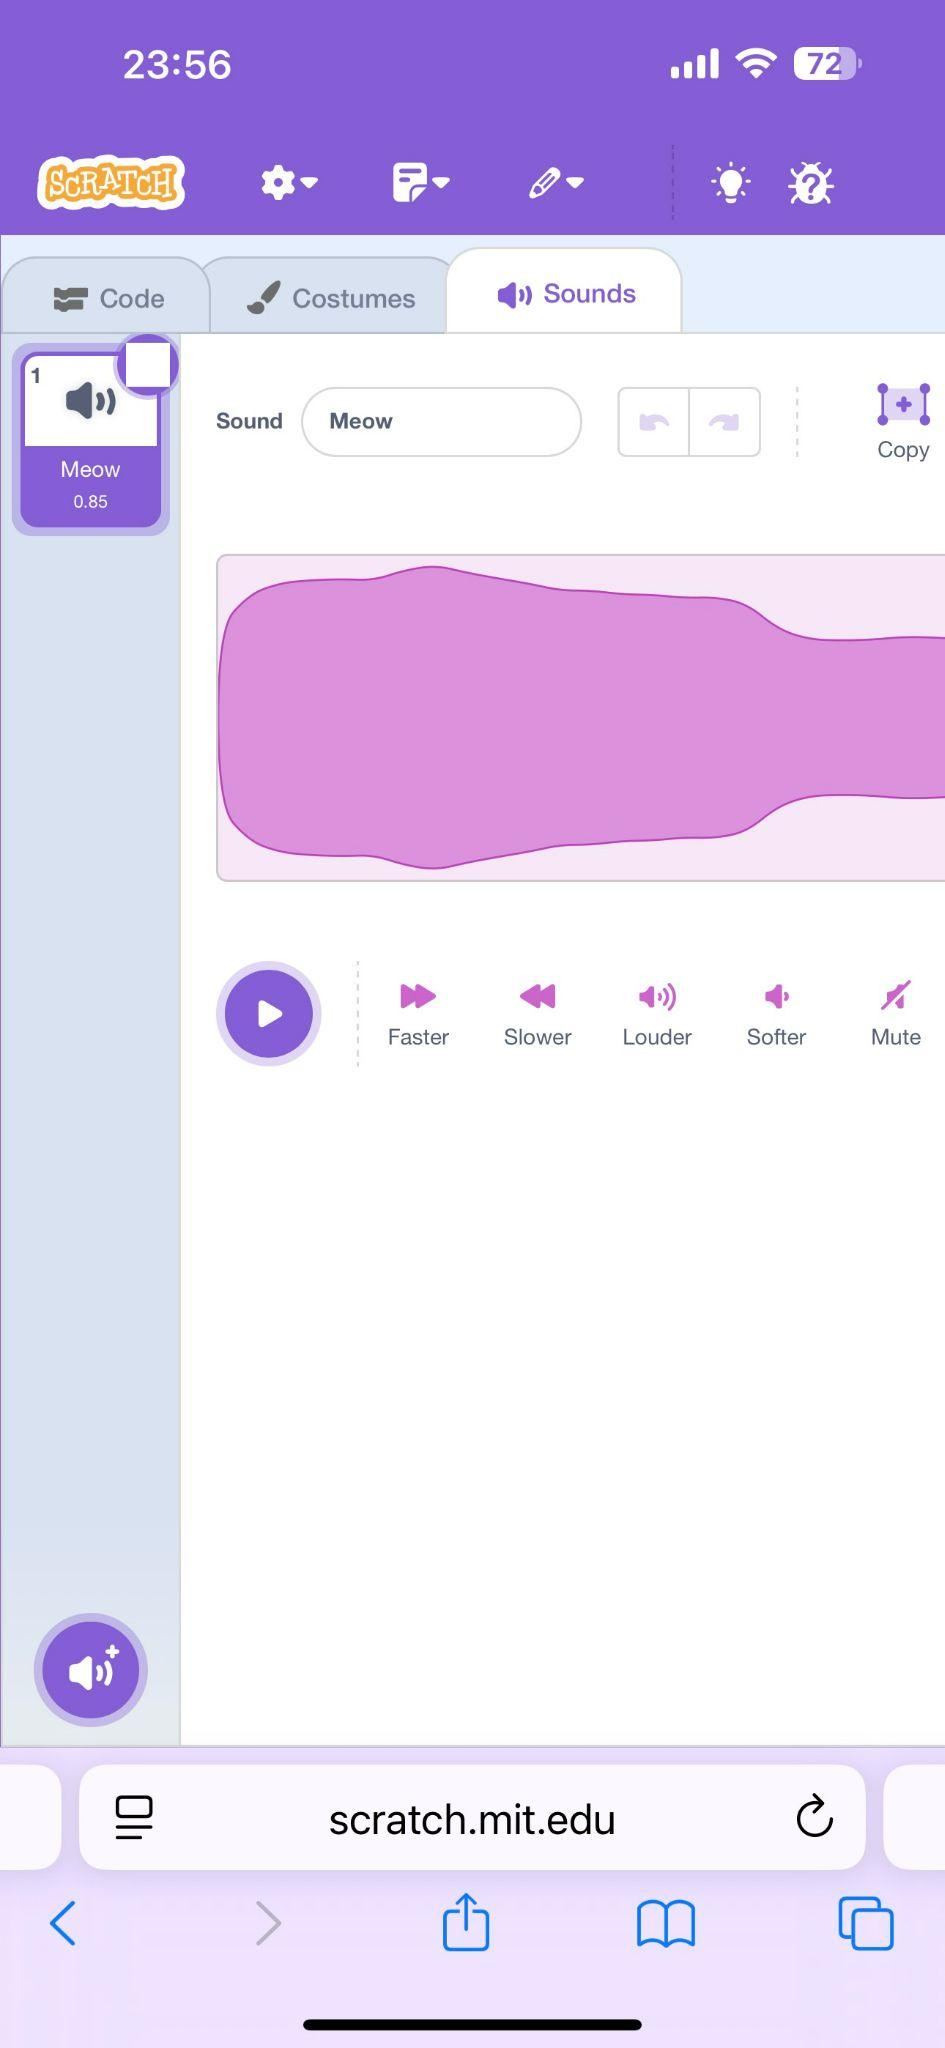 23:56
72
SCRATCH
Code
Costumes
Sounds
1
Meow
0.85
Sound
Meow
Copy
Faster
Slower
Louder
Softer
Mute
scratch.mit.edu